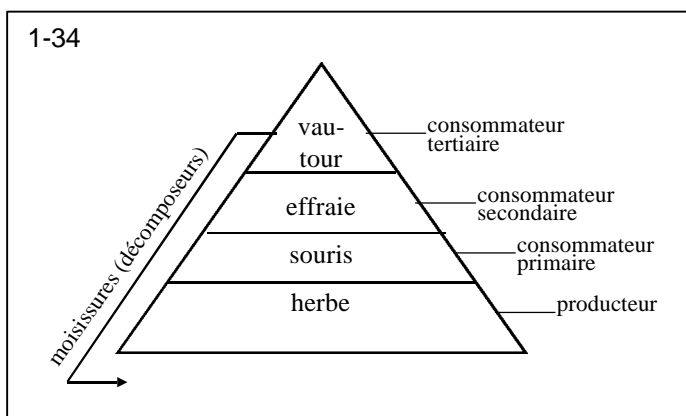 1-34
vau-
tour
consommateur
tertiaire
effraie
consommateur
secondaire
souris
consommateur
primaire
herbe
producteur
moisissures (décomposeurs)